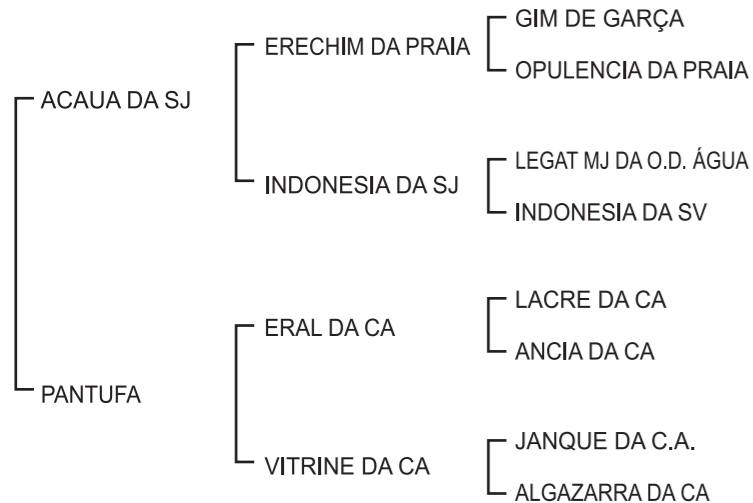 GIM DE GARÇA
ERECHIM DA PRAIA
OPULENCIA DA PRAIA
ACAUA DA SJ
LEGAT MJ DA O.D. ÁGUA
INDONESIA DA SJ
INDONESIA DA SV
LACRE DA CA
ERAL DA CA
ANCIA DA CA
PANTUFA
JANQUE DA C.A.
VITRINE DA CA
ALGAZARRA DA CA